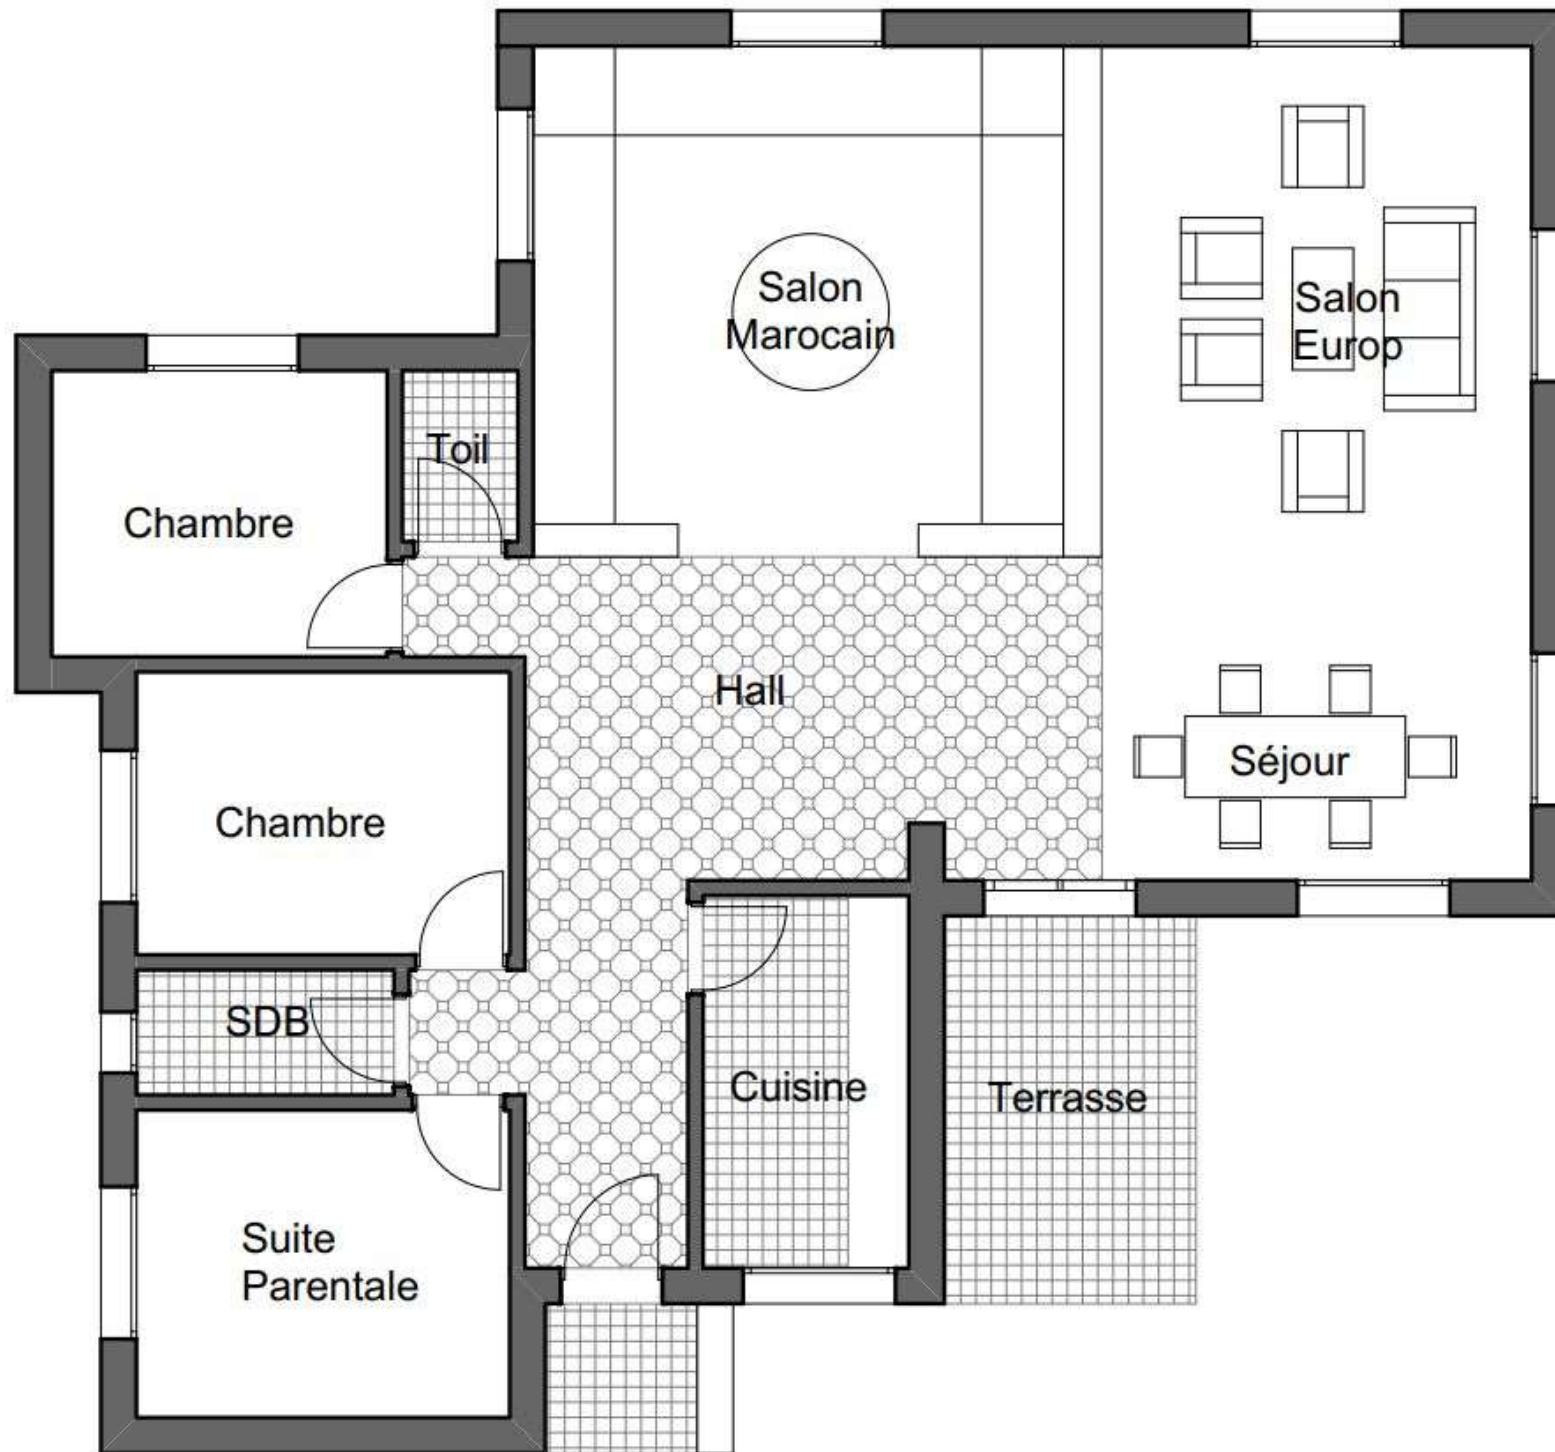 Salon
Marocain
Salon
Europ
Toil
Chambre
Hall
Séjour
Chambre
SDB
Cuisine
Terrasse
Suite
Parentale